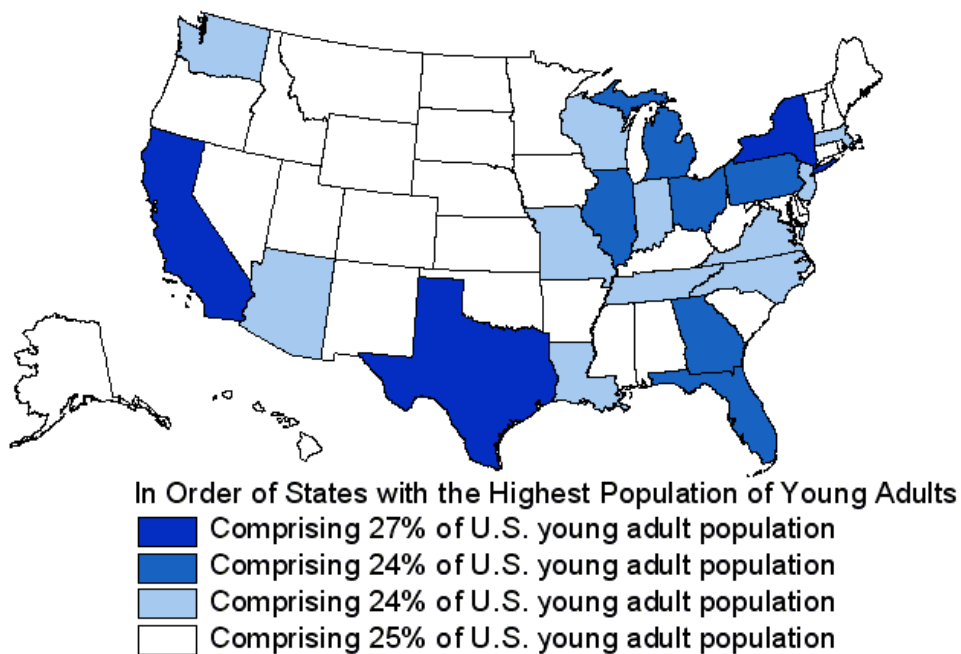 In Order of States with the Highest Population of Young Adults
Comprising 27% of U.S. young adult population
Comprising 24% of U.S. young adult population
Comprising 24% of U.S. young adult population
Comprising 25% of U.S. young adult population